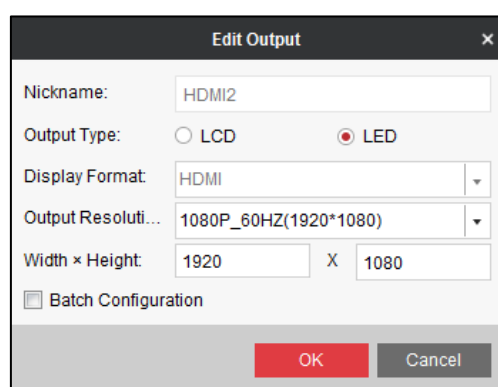 Edit Output ×
Nickname: HDMI2
Output Type: LCD LED
Display Format: HDMI
Output Resoluti... 1080P_60HZ(1920*1080)
Width × Height: 1920 X 1080
Batch Configuration
OK Cancel